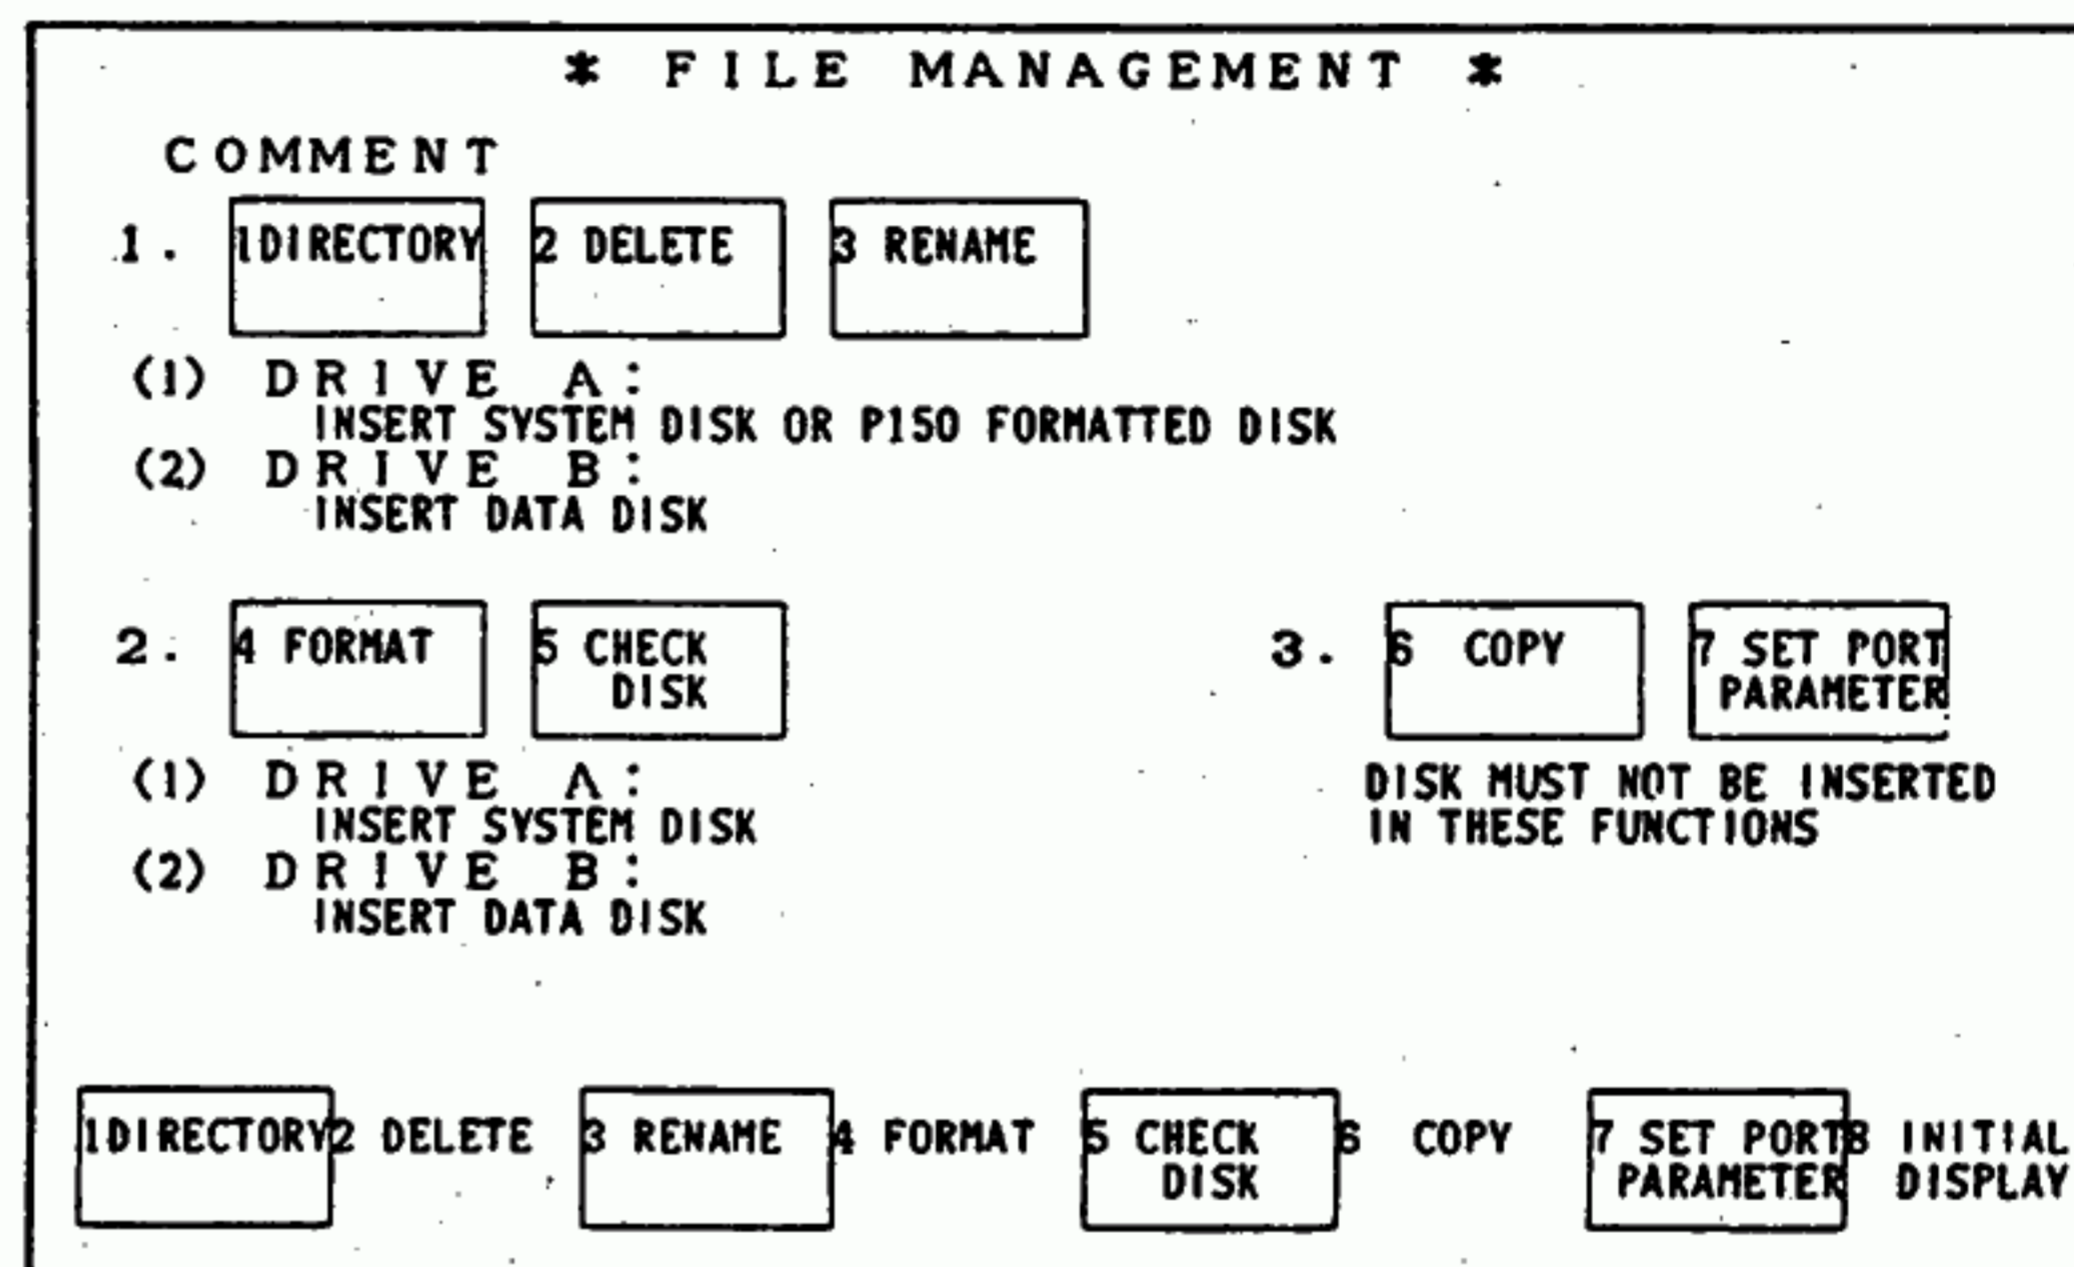 * FILE MANAGEMENT *
COMMENT
1. 1DIRECTORY 2 DELETE 3 RENAME
(1) DRIVE A:
INSERT SYSTEM DISK OR P150 FORMATTED DISK
(2) DRIVE B:
INSERT DATA DISK
2. 4 FORMAT 5 CHECK DISK
(1) DRIVE A:
INSERT SYSTEM DISK
(2) DRIVE B:
INSERT DATA DISK
3. 6 COPY 7 SET PORT PARAMETER
DISK MUST NOT BE INSERTED
IN THESE FUNCTIONS
1DIRECTORY 2 DELETE 3 RENAME 4 FORMAT 5 CHECK 6 COPY 7 SET PORT 8 INITIAL
DISK PARAMETER DISPLAY